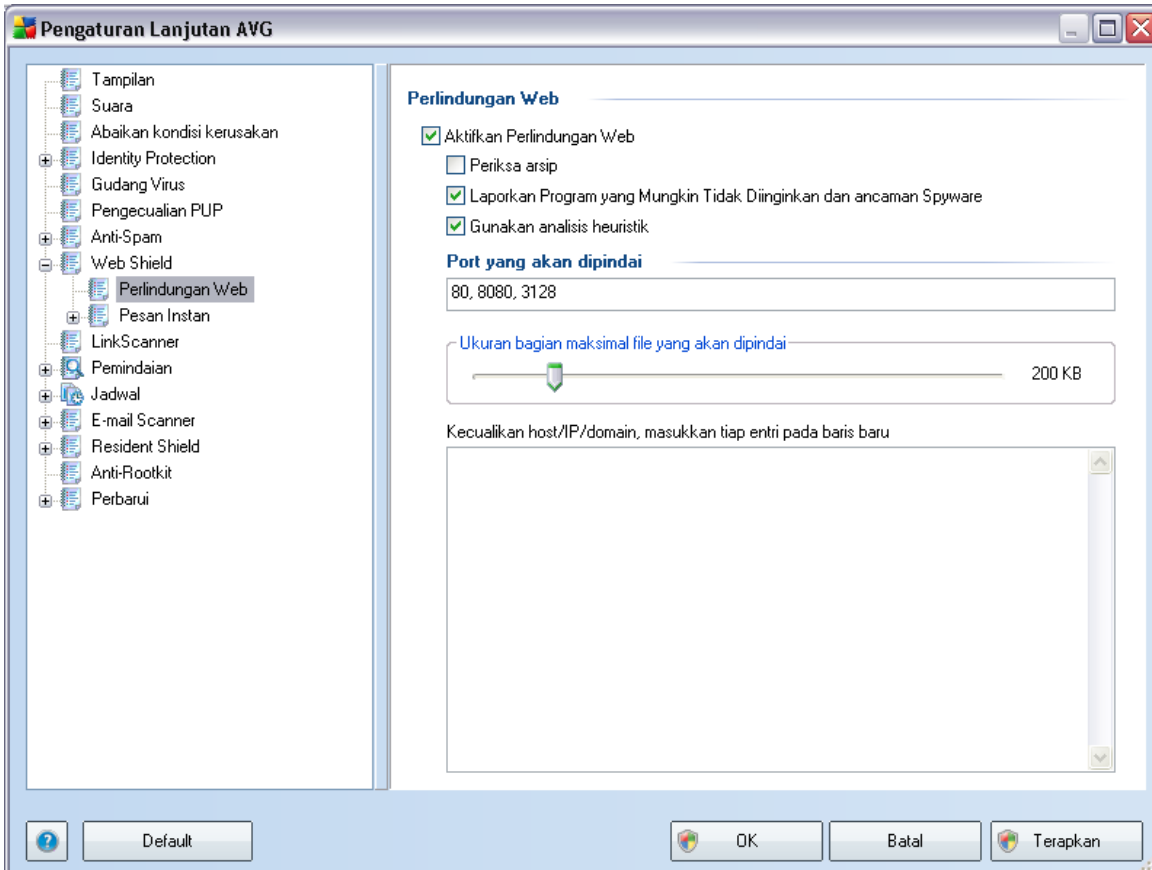 Pengaturan Lanjutan AVG
Tampilan
Suara
Abaikan kondisi kerusakan
Identity Protection
Gudang Virus
Pengecualian PUP
Anti-Spam
Web Shield
Perlindungan Web
Pesan Instan
LinkScanner
Pemindaian
Jadwal
E-mail Scanner
Resident Shield
Anti-Rootkit
Perbarui
Perlindungan Web
Aktifkan Perlindungan Web
Periksa arsip
Laporkan Program yang Mungkin Tidak Diinginkan dan ancaman Spyware
Gunakan analisis heuristik
Port yang akan dipindai
80, 8080, 3128
Ukuran bagian maksimal file yang akan dipindai
200 KB
Kecualikan host/IP/domain, masukkan tiap entri pada baris baru
? Default OK Batal Terapkan